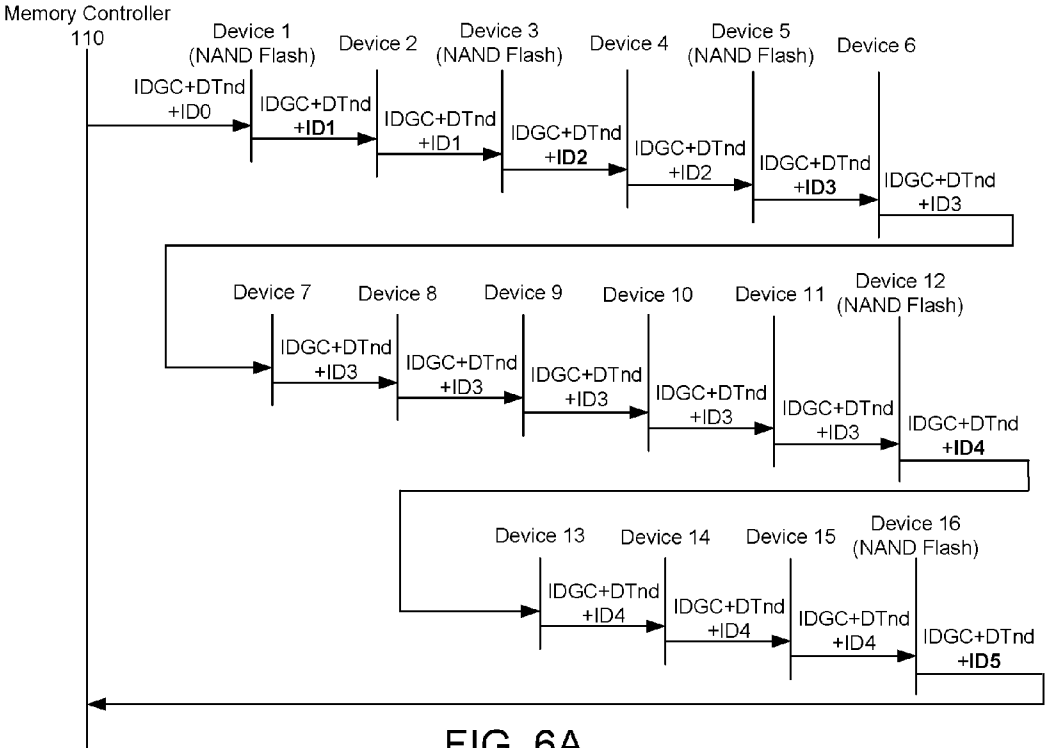 Memory Controller
110
Device 1
(NAND Flash)
Device 2
Device 3
(NAND Flash)
Device 4
Device 5
(NAND Flash)
Device 6
IDGC+DTnd
+ID0
IDGC+DTnd
+ID1
IDGC+DTnd
+ID1
IDGC+DTnd
+ID2
IDGC+DTnd
+ID2
IDGC+DTnd
+ID3
IDGC+DTnd
+ID3
Device 7
Device 8
Device 9
Device 10
Device 11
Device 12
(NAND Flash)
IDGC+DTnd
+ID3
IDGC+DTnd
+ID3
IDGC+DTnd
+ID3
IDGC+DTnd
+ID3
IDGC+DTnd
+ID3
IDGC+DTnd
+ID4
Device 13
Device 14
Device 15
Device 16
(NAND Flash)
IDGC+DTnd
+ID4
IDGC+DTnd
+ID4
IDGC+DTnd
+ID4
IDGC+DTnd
+ID5
FIG. 6A